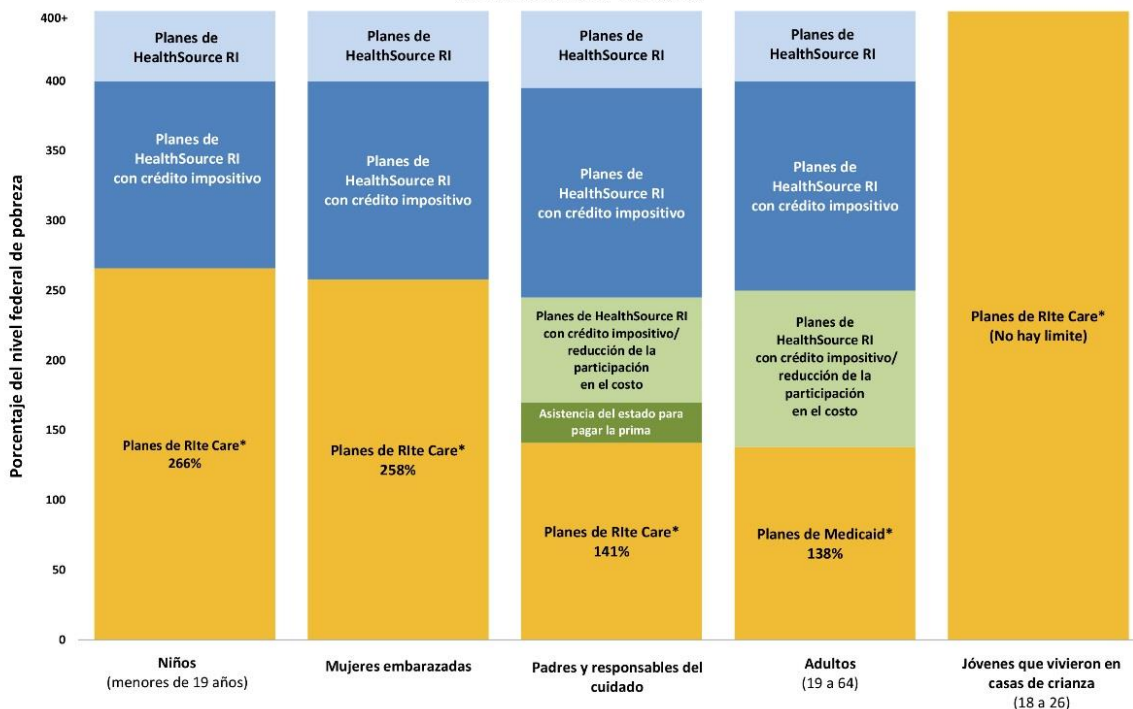 400+
400
350
300
250
200
150
100
50
0
Porcentaje del nivel federal de pobreza
Planes de
HealthSource RI
Planes de
HealthSource RI
con crédito impositivo
Planes de RIte Care*
266%
Niños
(menores de 19 años)
Planes de
HealthSource RI
Planes de
HealthSource RI
con crédito impositivo
Planes de RIte Care*
258%
Mujeres embarazadas
Planes de
HealthSource RI
Planes de
HealthSource RI
con crédito impositivo
Planes de HealthSource RI
con crédito impositivo/
reducción de la
participación
en el costo
Asistencia del estado para
pagar la prima
Planes de RIte Care*
141%
Padres y responsables del
cuidado
Planes de
HealthSource RI
Planes de
HealthSource RI
con crédito impositivo
Planes de
HealthSource RI
con crédito impositivo/
reducción de la
participación
en el costo
Planes de Medicaid*
138%
Adultos
(19 a 64)
Planes de RIte Care*
(No hay limite)
Jóvenes que vivieron en
casas de crianza
(18 a 26)